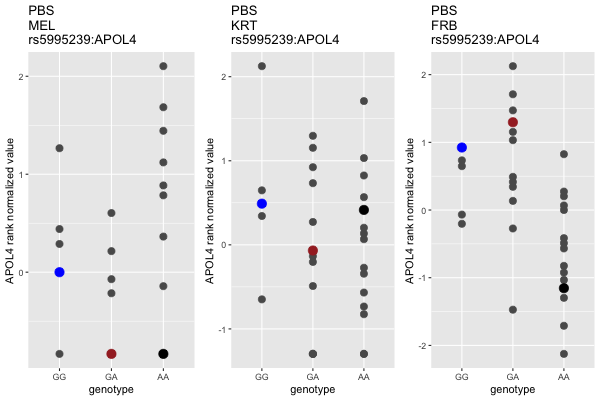 PBS
MEL
rs5995239:APOL4
APOL4 rank normalized value
2
1
0
GG
GA
AA
genotype
PBS
KRT
rs5995239:APOL4
APOL4 rank normalized value
2
1
0
-1
GG
GA
AA
genotype
PBS
FRB
rs5995239:APOL4
APOL4 rank normalized value
2
1
0
-1
-2
GG
GA
AA
genotype